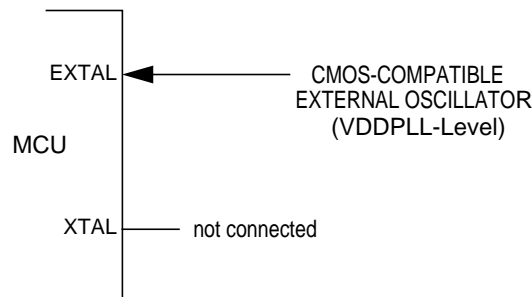 EXTAL
CMOS-COMPATIBLE
EXTERNAL OSCILLATOR
(VDDPLL-Level)
MCU
XTAL
not connected